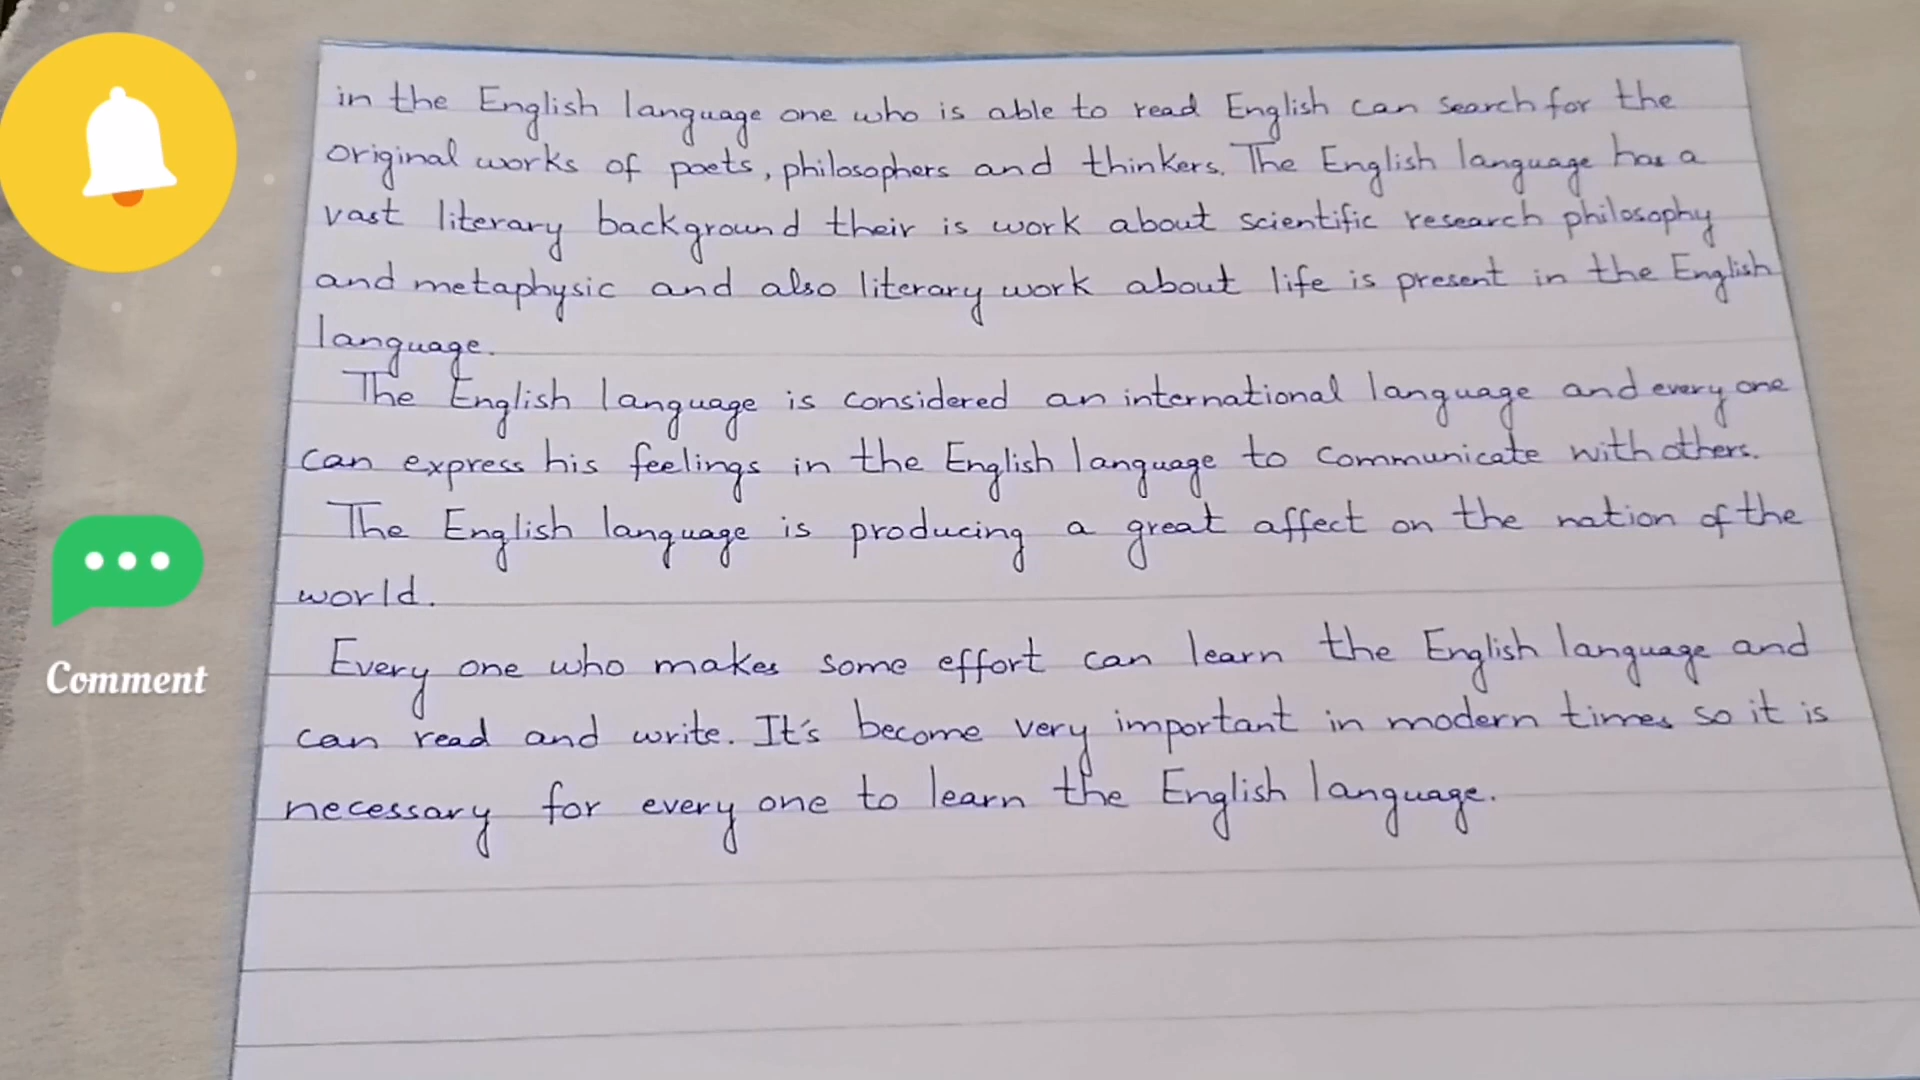 in the English language one who is able to read English can search for the
original works of poets, philosophers and thinkers. The English language has a
vast literary background their is work about scientific research philosophy
and metaphysic and also literary work about life is present in the English
language.
The English language is considered an international language and every one
can express his feelings in the English language to communicate with others.
The English language is producing a great affect on the nation of the
world.
Every one who makes some effort can learn the English language and
can read and write. It's become very important in modern times so it is
necessary for every one to learn the English language.
Comment